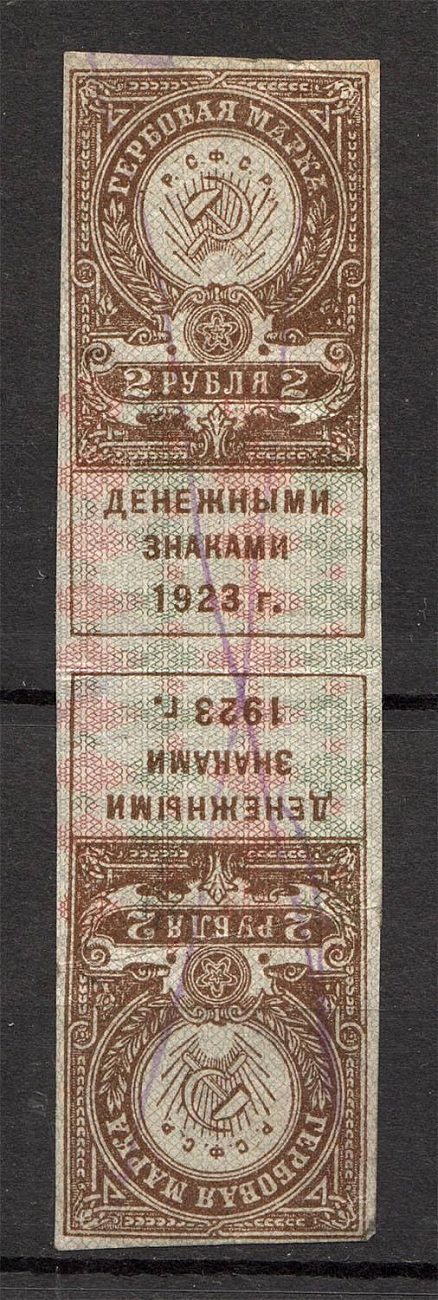 ГЕРБОВАЯ МАРКА
Р. С. Ф. С. Р.
2 РУБЛЯ 2
ДЕНЕЖНЫМИ
ЗНАКАМИ
1923 г.
1923 г.
ЗНАКАМИ
ДЕНЕЖНЫМИ
2 РУБЛЯ 2
Р. С. Ф. С. Р.
ГЕРБОВАЯ МАРКА